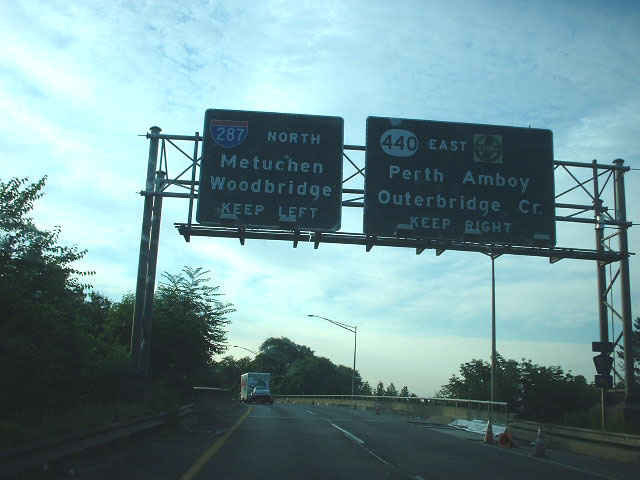 287 NORTH
Metuchen
Woodbridge
KEEP LEFT
440 EAST
Perth Amboy
Outerbridge Cr.
KEEP RIGHT